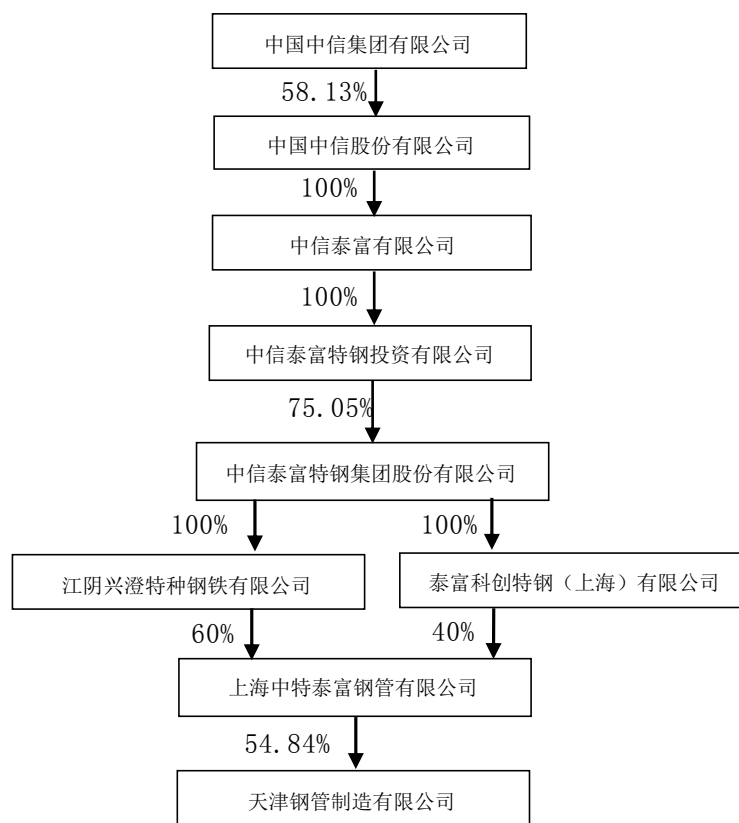 中国中信集团有限公司
58.13%
中国中信股份有限公司
100%
中信泰富有限公司
100%
中信泰富特钢投资有限公司
75.05%
中信泰富特钢集团股份有限公司
100%
100%
江阴兴澄特种钢铁有限公司
泰富科创特钢（上海）有限公司
60%
40%
上海中特泰富钢管有限公司
54.84%
天津钢管制造有限公司